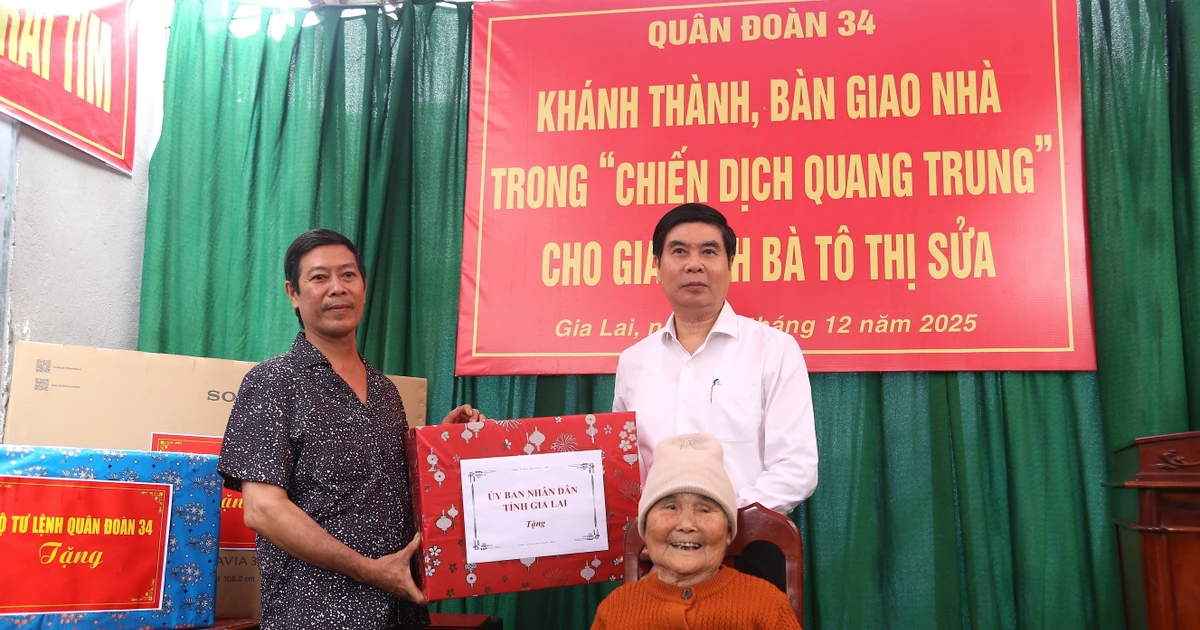 QUÂN ĐOÀN 34
KHÁNH THÀNH, BÀN GIAO NHÀ
TRONG “CHIẾN DỊCH QUANG TRUNG”
CHO GIA BÀ TÔ THỊ SỬA
Gia Lai, tháng 12 năm 2025
TIM
ỦY BAN NHÂN DÂN
TỈNH GIA LAI
Tặng
TƯ LỆNH QUÂN ĐOÀN 34
Tặng